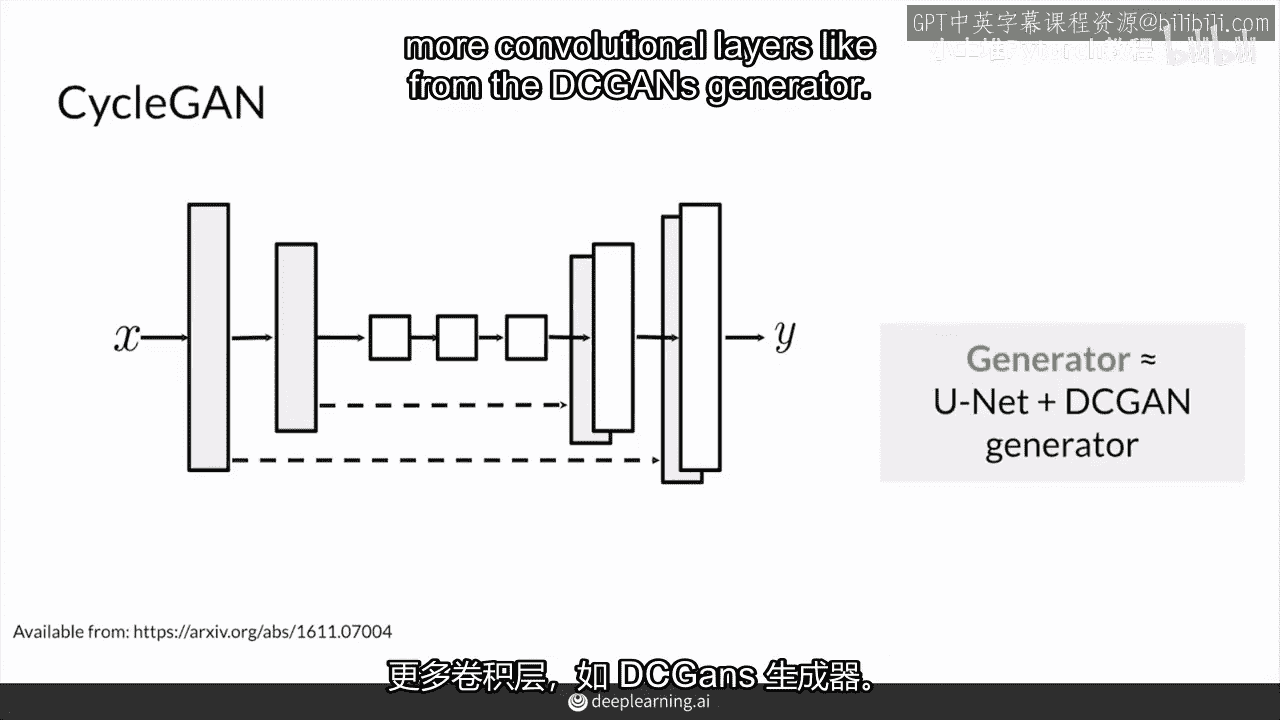 GPT中英字幕课程资源@bilibili.com
more convolutional layers like
from the DCGANs generator.
CycleGAN
x
y
Generator ≈
U-Net + DCGAN
generator
Available from: https://arxiv.org/abs/1611.07004
更多卷积层，如 DCGans 生成器。
deeplearning.ai